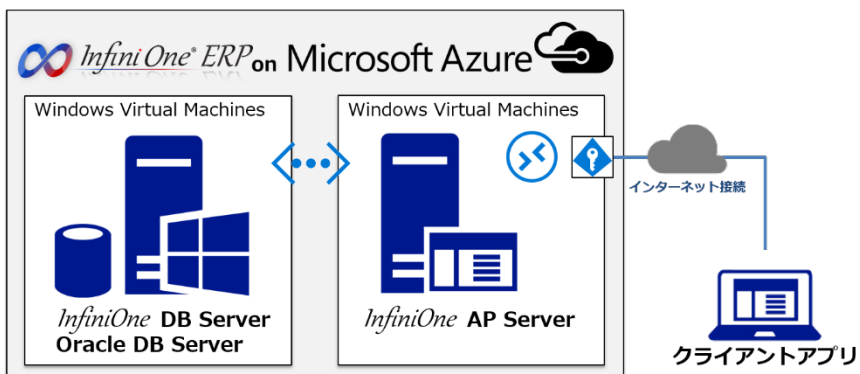 InfiniOne® ERP on Microsoft Azure
Windows Virtual Machines
InfiniOne DB Server
Oracle DB Server
Windows Virtual Machines
InfiniOne AP Server
インターネット接続
クライアントアプリ